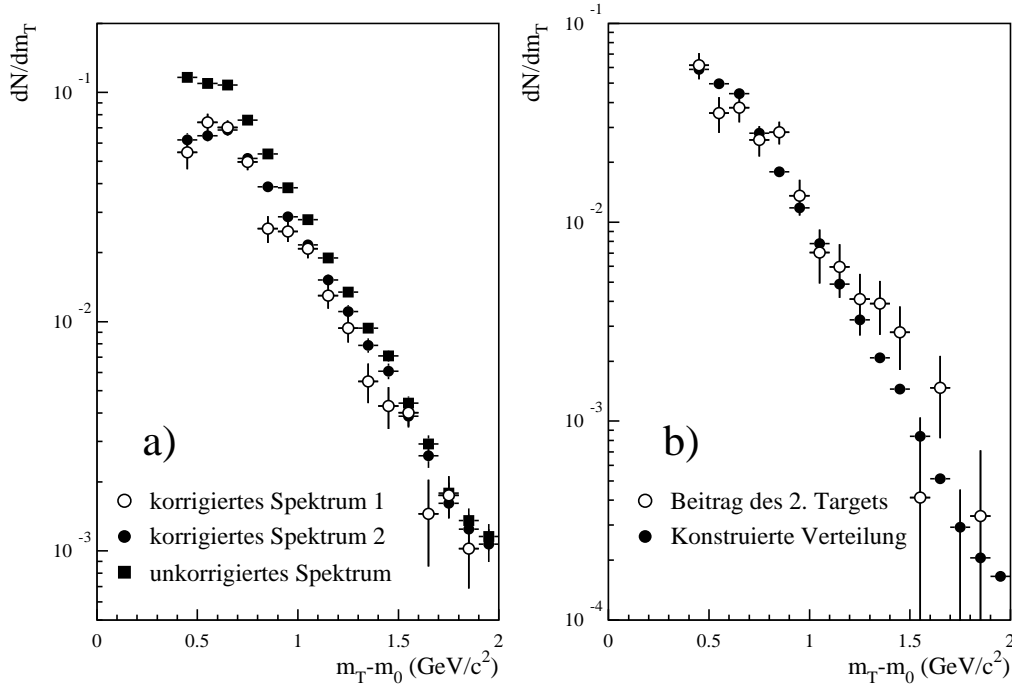 dN/dm_T
10^-1
10^-2
10^-3
a)
korrigiertes Spektrum 1
korrigiertes Spektrum 2
unkorrigiertes Spektrum
0 0.5 1 1.5 2
m_T-m_0 (GeV/c^2)
dN/dm_T
10^-1
10^-2
10^-3
10^-4
b)
Beitrag des 2. Targets
Konstruierte Verteilung
0 0.5 1 1.5 2
m_T-m_0 (GeV/c^2)